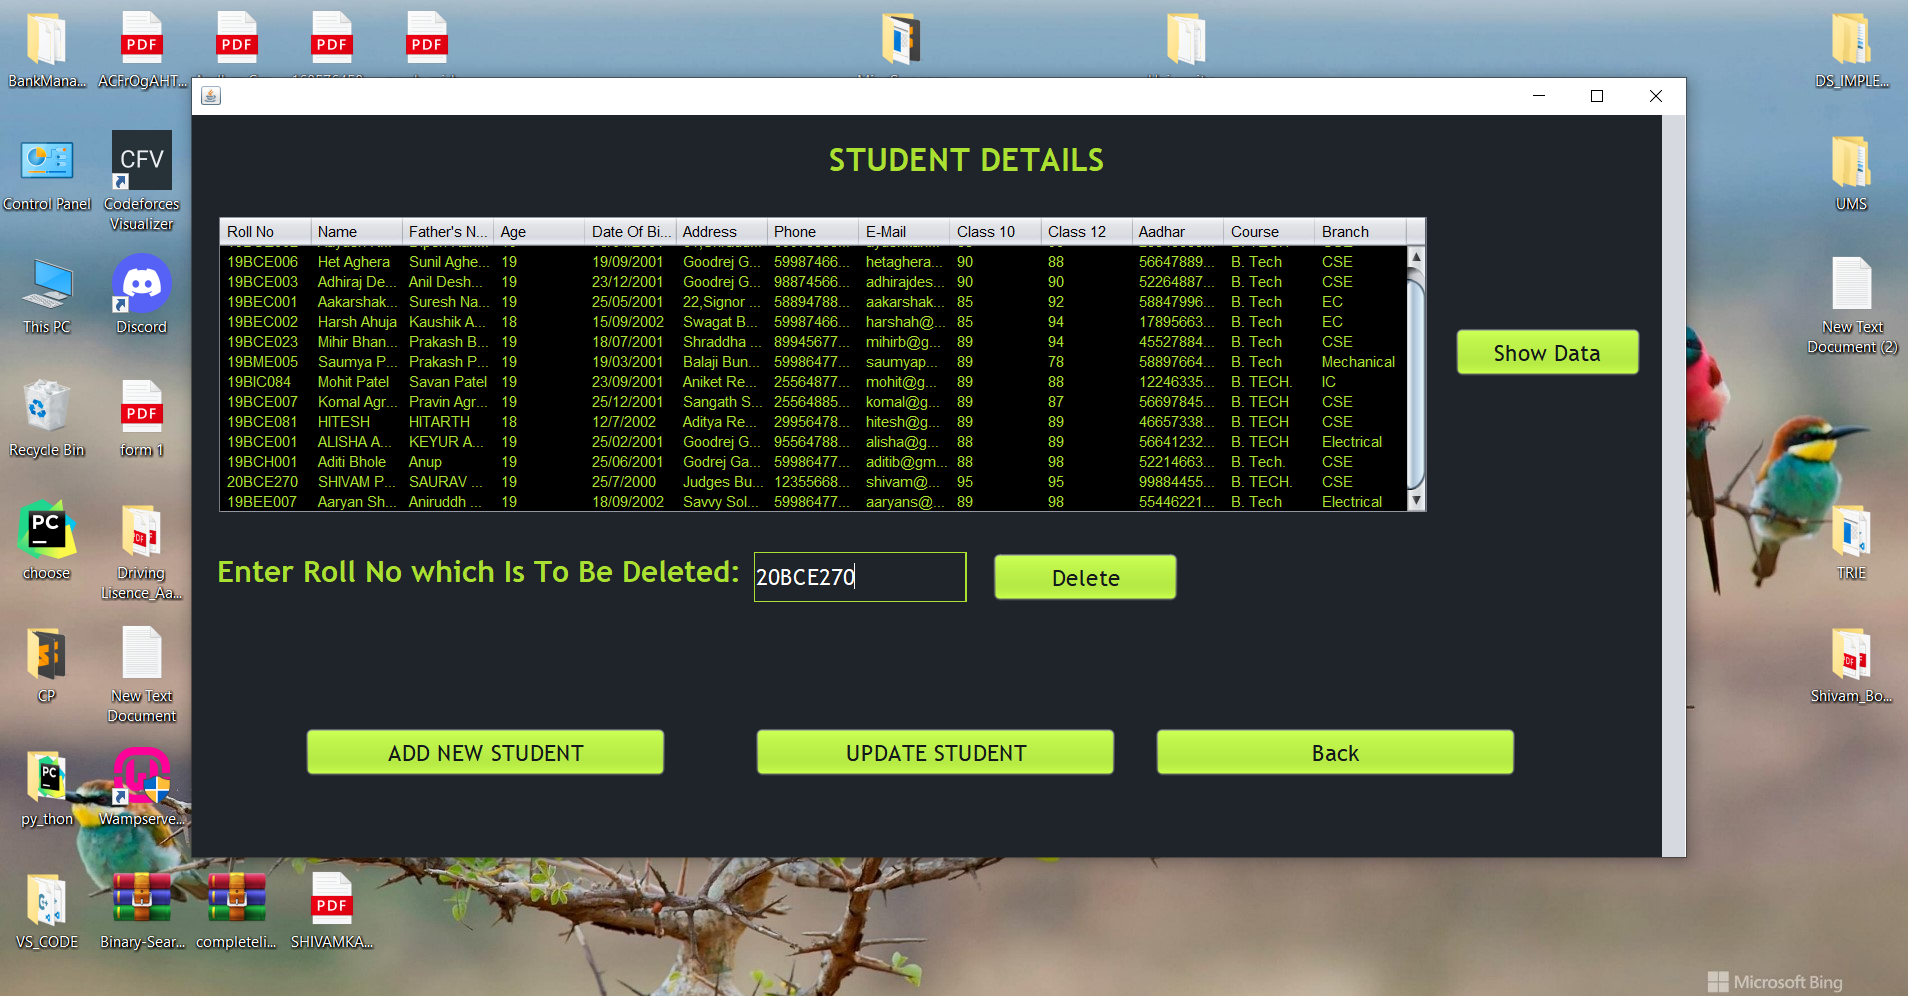 BankMana...
ACFrOgAHT...
PDF
PDF
PDF
PDF
DS_IMPLE...
Control Panel
CFV
Codeforces
Visualizer
UMS
This PC
Discord
New Text
Document (2)
Recycle Bin
PDF
form 1
PC
choose
PDF
Driving
Lisence_Aa...
TRIE
CP
New Text
Document
PDF
Shivam_Bo...
PC
py_thon
Wampserve...
VS_CODE
Binary-Sear...
completeli...
PDF
SHIVAMKA...
STUDENT DETAILS
Roll No Name Father's N... Age Date Of Bi... Address Phone E-Mail Class 10 Class 12 Aadhar Course Branch
19BCE006 Het Aghera Sunil Aghe... 19 19/09/2001 Goodrej G... 59987466... hetaghera... 90 88 56647889... B. Tech CSE
19BCE003 Adhiraj De... Anil Desh... 19 23/12/2001 Goodrej G... 98874566... adhirajdes... 90 90 52264887... B. Tech CSE
19BEC001 Aakarshak... Suresh Na... 19 25/05/2001 22,Signor ... 58894788... aakarshak... 85 92 58847996... B. Tech EC
19BEC002 Harsh Ahuja Kaushik A... 18 15/09/2002 Swagat B... 59987466... harshah@... 85 94 17895663... B. Tech EC
19BCE023 Mihir Bhan... Prakash B... 19 18/07/2001 Shraddha ... 89945677... mihirb@g... 89 94 45527884... B. Tech CSE
19BME005 Saumya P... Prakash P... 19 19/03/2001 Balaji Bun... 59986477... saumyap... 89 78 58897664... B. Tech Mechanical
19BIC084 Mohit Patel Savan Patel 19 23/09/2001 Aniket Re... 25564877... mohit@g... 89 88 12246335... B. TECH. IC
19BCE007 Komal Agr... Pravin Agr... 19 25/12/2001 Sangath S... 25564885... komal@g... 89 87 56697845... B. TECH CSE
19BCE081 HITESH HITARTH 18 12/7/2002 Aditya Re... 29956478... hitesh@g... 89 89 46657338... B. TECH CSE
19BCE001 ALISHA A... KEYUR A... 19 25/02/2001 Goodrej G... 95564788... alisha@g... 88 89 56641232... B. TECH Electrical
19BCH001 Aditi Bhole Anup 19 25/06/2001 Godrej Ga... 59986477... aditib@gm... 88 98 52214663... B. Tech. CSE
20BCE270 SHIVAM P... SAURAV ... 19 25/7/2000 Judges Bu... 12355668... shivam@... 95 95 99884455... B. TECH. CSE
19BEE007 Aaryan Sh... Aniruddh ... 19 18/09/2002 Savvy Sol... 59986477... aaryans@... 89 98 55446221... B. Tech Electrical
Show Data
Enter Roll No which Is To Be Deleted: 20BCE270 Delete
ADD NEW STUDENT UPDATE STUDENT Back
Microsoft Bing